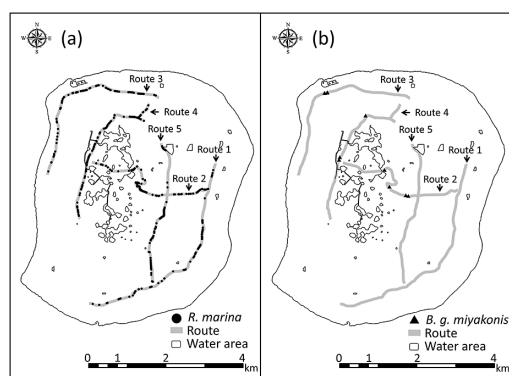 (a)
N
W E
S
Route 3
Route 4
Route 5
Route 1
Route 2
R. marina
Route
Water area
0 1 2 4
km
(b)
N
W E
S
Route 3
Route 4
Route 5
Route 1
Route 2
B. g. miyakonis
Route
Water area
0 1 2 4
km